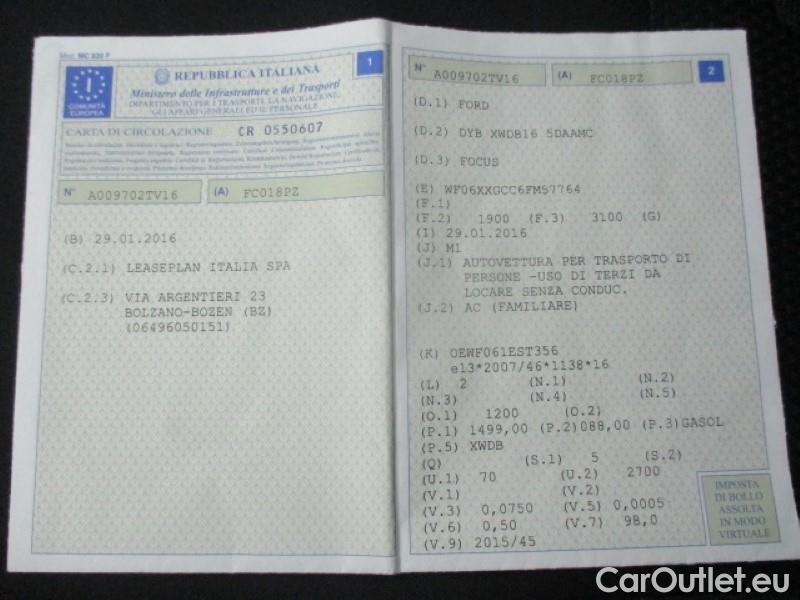 Mod. MC 820 F
REPUBBLICA ITALIANA
1
Ministero delle Infrastrutture e dei Trasporti
DIPARTIMENTO PER I TRASPORTI, LA NAVIGAZIONE,
GLI AFFARI GENERALI ED IL PERSONALE
I
COMUNITÀ
EUROPEA
CARTA DI CIRCOLAZIONE CR 0550607
N° A009702TV16 (A) FC018PZ
(B) 29.01.2016
(C.2.1) LEASEPLAN ITALIA SPA
(C.2.3) VIA ARGENTIERI 23
BOLZANO-BOZEN (BZ)
(06496050151)
N° A009702TV16 (A) FC018PZ 2
(D.1) FORD
(D.2) DYB XWDB16 5DAAMC
(D.3) FOCUS
(E) WF06XXGCC6FM57764
(F.1)
(F.2) 1900 (F.3) 3100 (G)
(I) 29.01.2016
(J) M1
(J.1) AUTOVETTURA PER TRASPORTO DI
PERSONE -USO DI TERZI DA
LOCARE SENZA CONDUC.
(J.2) AC (FAMILIARE)
(K) OEWF061EST356
e13*2007/46*1138*16
(L) 2 (N.1) (N.2)
(N.3) (N.4) (N.5)
(O.1) 1200 (O.2)
(P.1) 1499,00 (P.2)088,00 (P.3)GASOL
(P.5) XWDB
(Q) (S.1) 5 (S.2)
(U.1) 70 (U.2) 2700
(V.1) (V.2)
(V.3) 0,0750 (V.5) 0,0005
(V.6) 0,50 (V.7) 98,0
(V.9) 2015/45
IMPOSTA
DI BOLLO
ASSOLTA
IN MODO
VIRTUALE
CarOutlet.eu